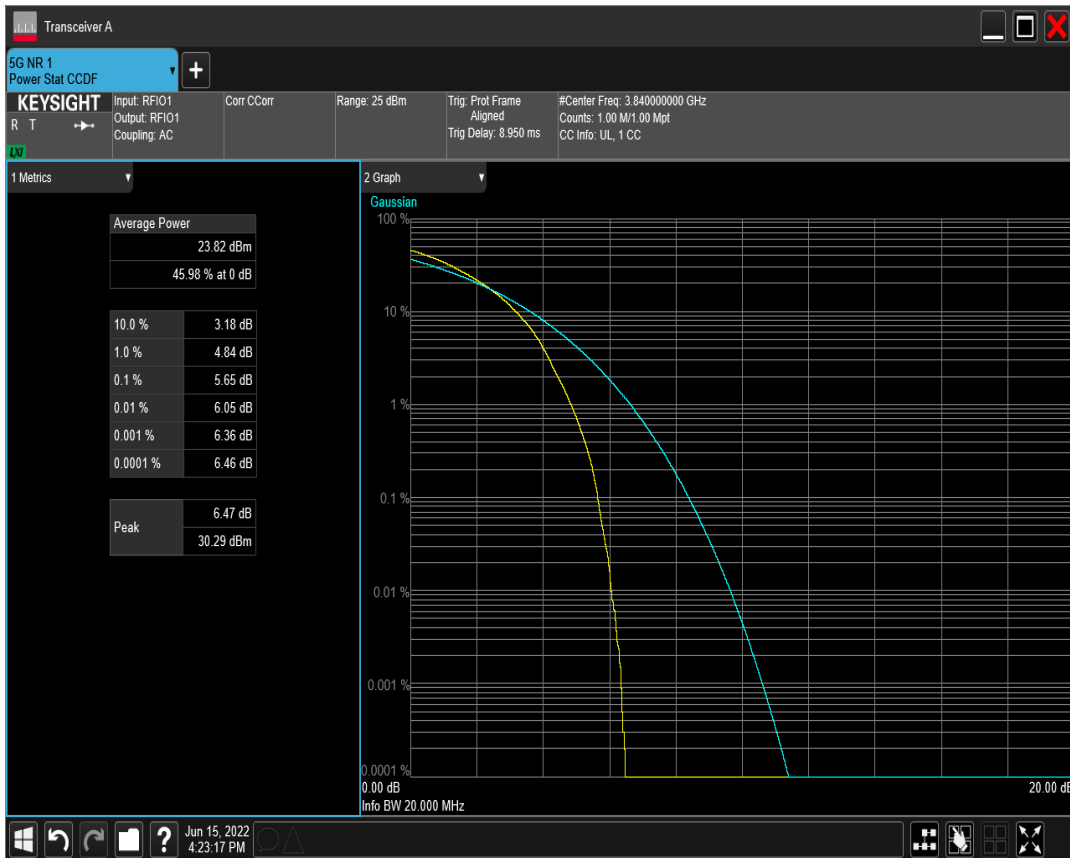 Transceiver A
5G NR 1
Power Stat CCDF
KEYSIGHT
R T
LXI
Input: RFIO1
Output: RFIO1
Coupling: AC
Corr CCorr
Range: 25 dBm
Trig: Prot Frame
Aligned
Trig Delay: 8.950 ms
#Center Freq: 3.840000000 GHz
Counts: 1.00 M/1.00 Mpt
CC Info: UL, 1 CC
1 Metrics
Average Power
23.82 dBm
45.98 % at 0 dB
10.0 % 3.18 dB
1.0 % 4.84 dB
0.1 % 5.65 dB
0.01 % 6.05 dB
0.001 % 6.36 dB
0.0001 % 6.46 dB
Peak
6.47 dB
30.29 dBm
2 Graph
Gaussian
100 %
10 %
1 %
0.1 %
0.01 %
0.001 %
0.0001 %
0.00 dB 20.00 dB
Info BW 20.000 MHz
?
Jun 15, 2022
4:23:17 PM